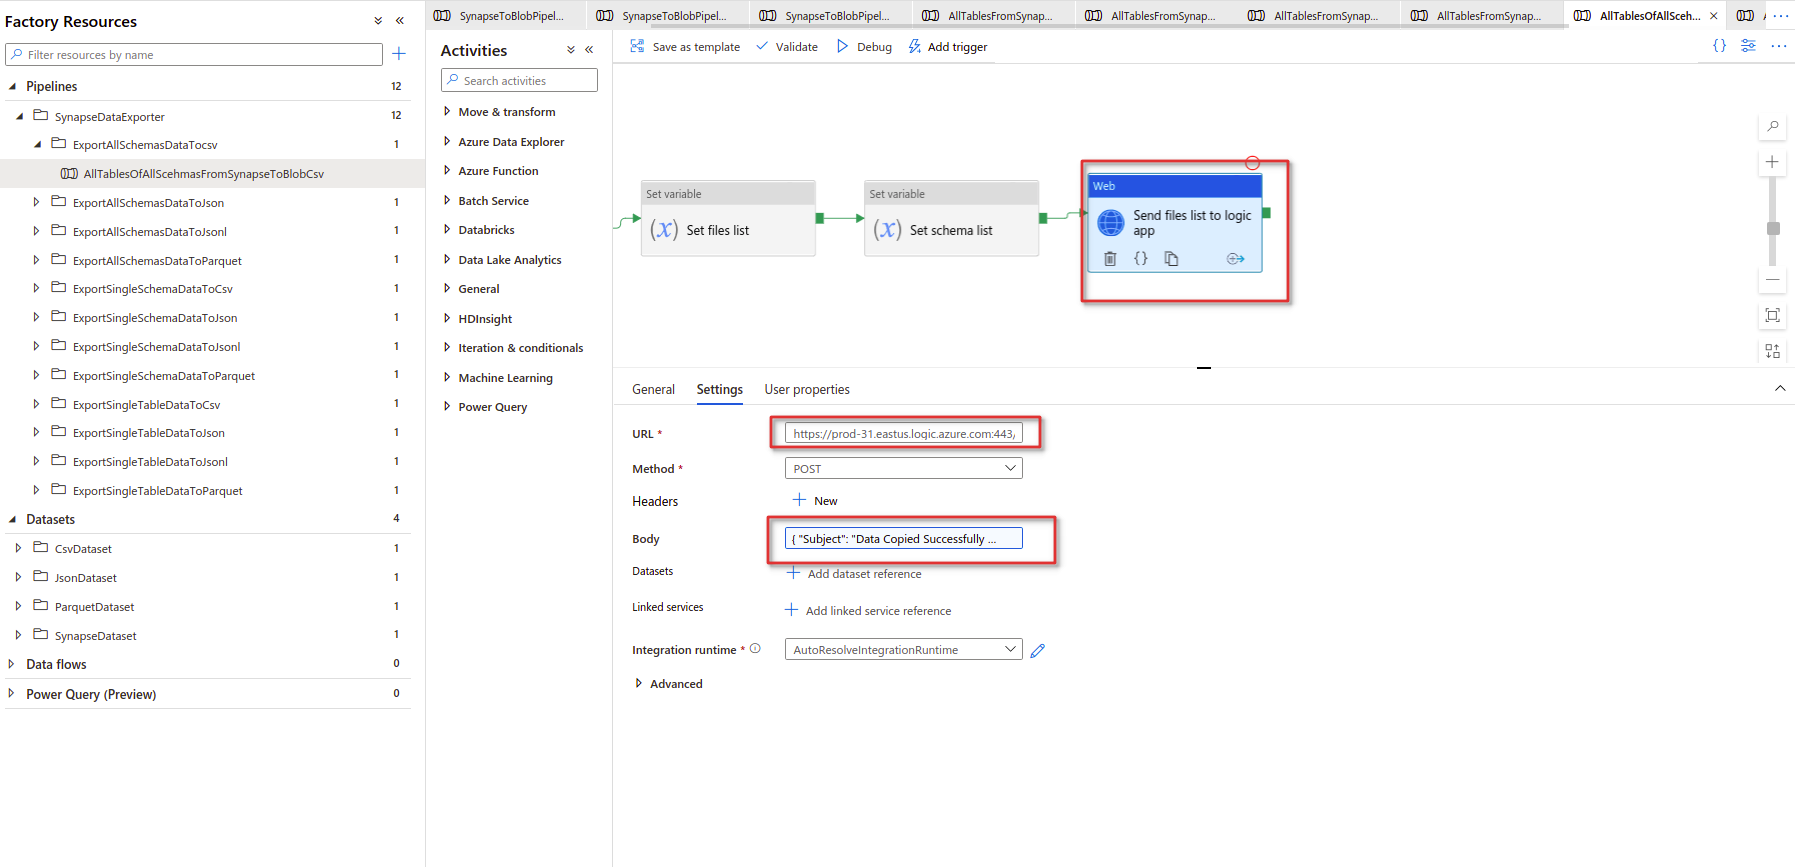 Factory Resources
Filter resources by name
Pipelines 12
SynapseDataExporter 12
ExportAllSchemasDataTocsv 1
AllTablesOfAllScehmasFromSynapseToBlobCsv
ExportAllSchemasDataToJson 1
ExportAllSchemasDataToJsonl 1
ExportAllSchemasDataToParquet 1
ExportSingleSchemaDataToCsv 1
ExportSingleSchemaDataToJson 1
ExportSingleSchemaDataToJsonl 1
ExportSingleSchemaDataToParquet 1
ExportSingleTableDataToCsv 1
ExportSingleTableDataToJson 1
ExportSingleTableDataToJsonl 1
ExportSingleTableDataToParquet 1
Datasets 4
CsvDataset 1
JsonDataset 1
ParquetDataset 1
SynapseDataset 1
Data flows 0
Power Query (Preview) 0
SynapseToBlobPipel...
SynapseToBlobPipel...
SynapseToBlobPipel...
AllTablesFromSynap...
AllTablesFromSynap...
AllTablesFromSynap...
AllTablesFromSynap...
AllTablesOfAllSceh...
Activities
Search activities
Move & transform
Azure Data Explorer
Azure Function
Batch Service
Databricks
Data Lake Analytics
General
HDInsight
Iteration & conditionals
Machine Learning
Power Query
Save as template
Validate
Debug
Add trigger
Set variable
(x) Set files list
Set variable
(x) Set schema list
Web
Send files list to logic
app
General
Settings
User properties
URL *
https://prod-31.eastus.logic.azure.com:443/
Method *
POST
Headers
New
Body
{ "Subject": "Data Copied Successfully ...
Datasets
Add dataset reference
Linked services
Add linked service reference
Integration runtime *
AutoResolveIntegrationRuntime
Advanced